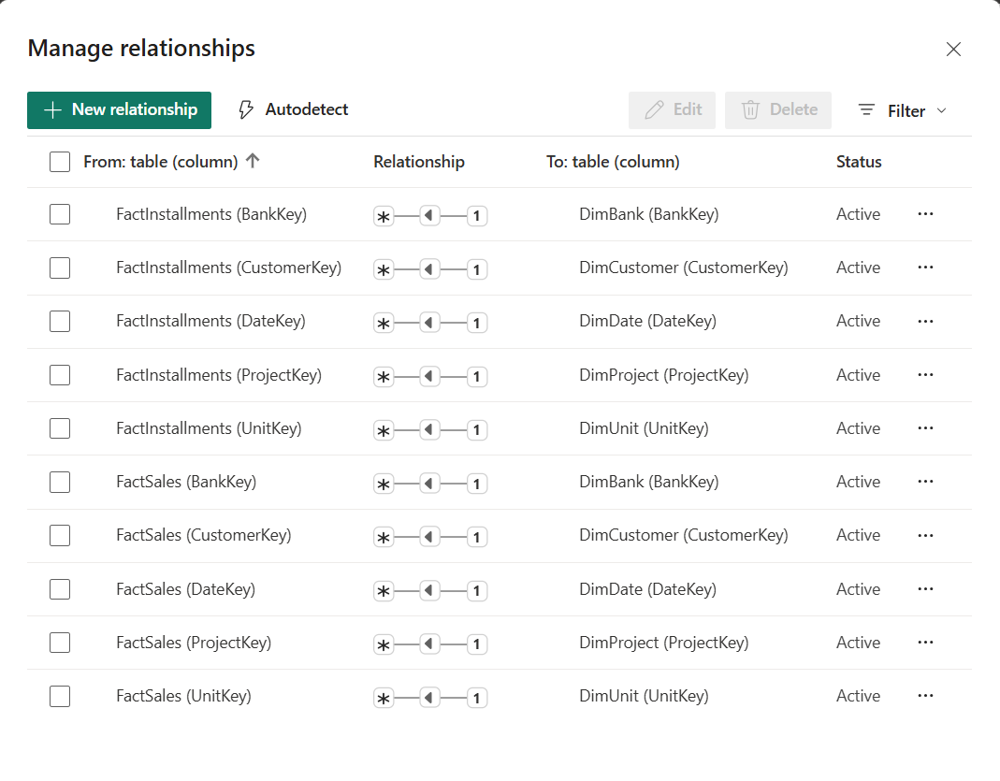 Manage relationships
New relationship Autodetect Edit Delete Filter
From: table (column) Relationship To: table (column) Status
FactInstallments (BankKey) * 1 DimBank (BankKey) Active ...
FactInstallments (CustomerKey) * 1 DimCustomer (CustomerKey) Active ...
FactInstallments (DateKey) * 1 DimDate (DateKey) Active ...
FactInstallments (ProjectKey) * 1 DimProject (ProjectKey) Active ...
FactInstallments (UnitKey) * 1 DimUnit (UnitKey) Active ...
FactSales (BankKey) * 1 DimBank (BankKey) Active ...
FactSales (CustomerKey) * 1 DimCustomer (CustomerKey) Active ...
FactSales (DateKey) * 1 DimDate (DateKey) Active ...
FactSales (ProjectKey) * 1 DimProject (ProjectKey) Active ...
FactSales (UnitKey) * 1 DimUnit (UnitKey) Active ...